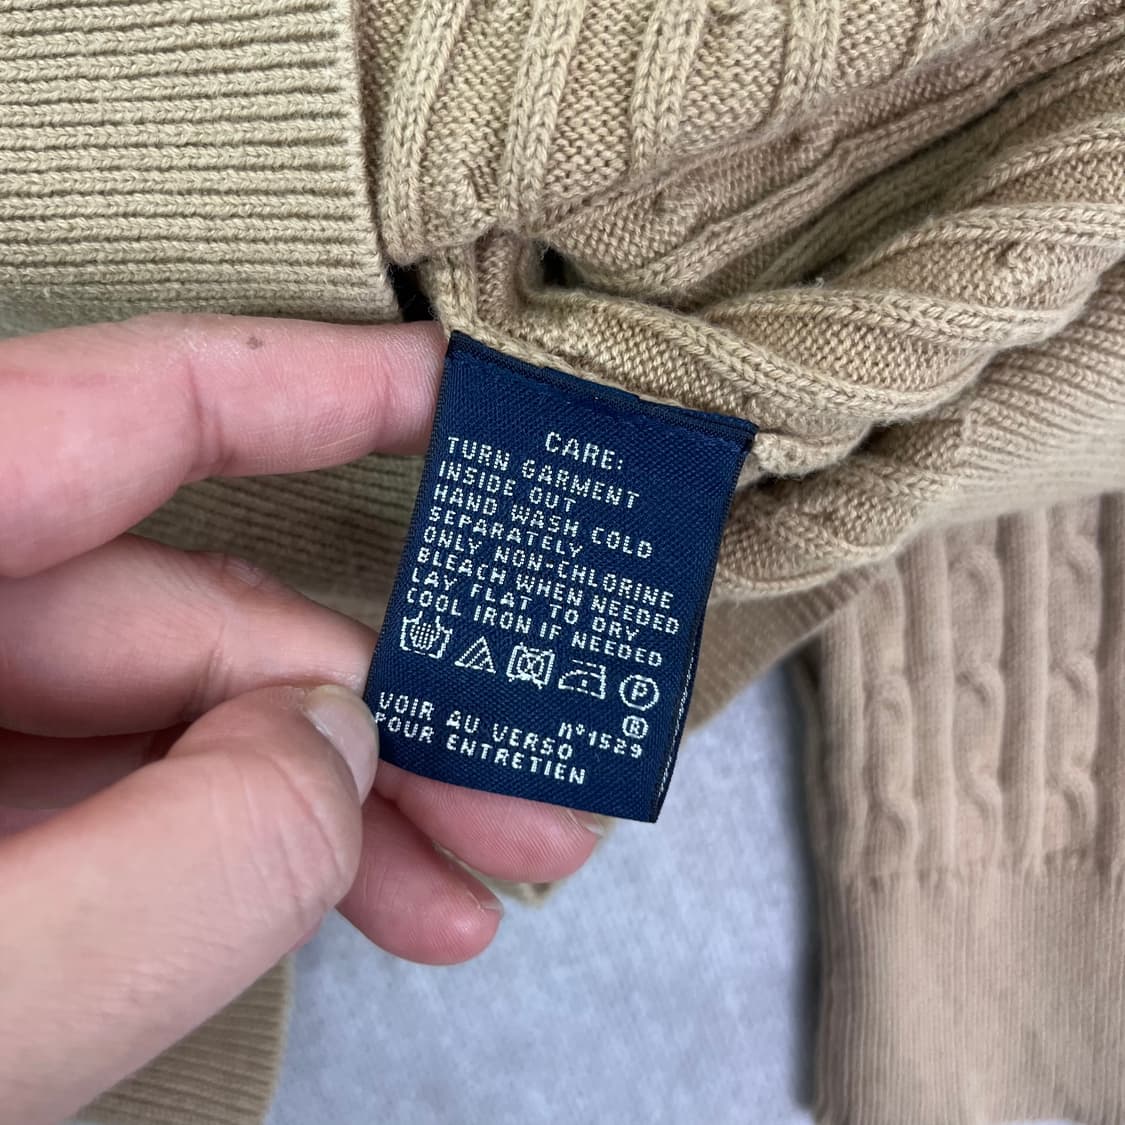 CARE:
TURN GARMENT
INSIDE OUT
HAND WASH COLD
SEPARATELY
ONLY NON-CHLORINE
BLEACH WHEN NEEDED
LAY FLAT TO DRY
COOL IRON IF NEEDED
P
®
VOIR AU VERSO nº1529
POUR ENTRETIEN